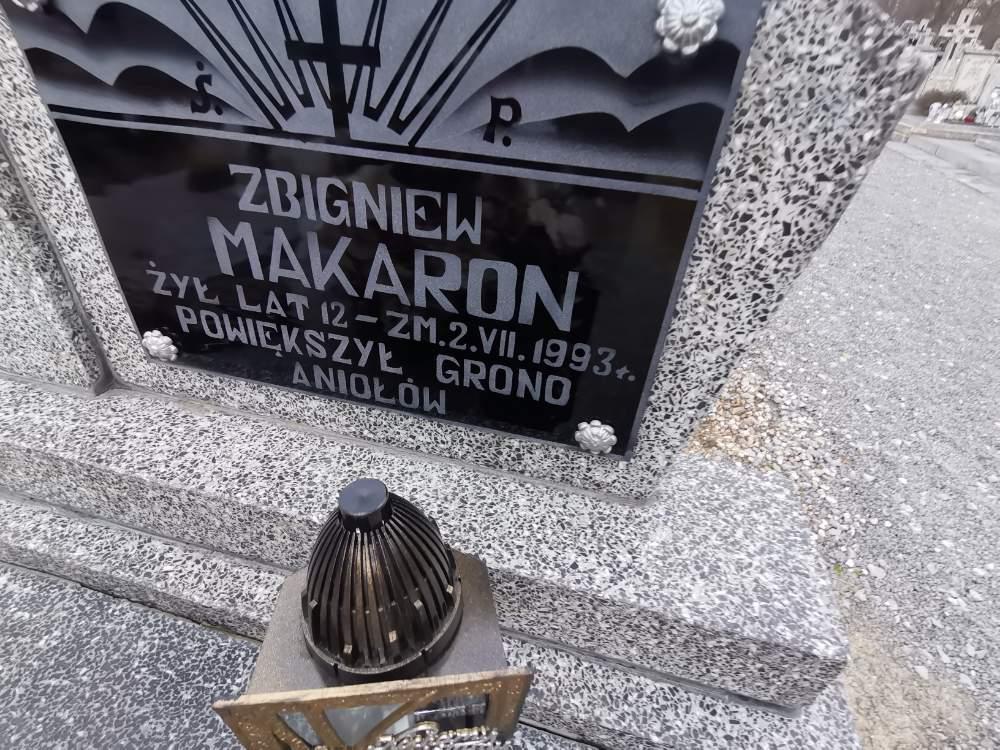 Ś. P.
ZBIGNIEW
MAKARON
ŻYŁ LAT 12 – ZM. 2. VII. 1993 r.
POWIĘKSZYŁ GRONO
ANIOŁÓW